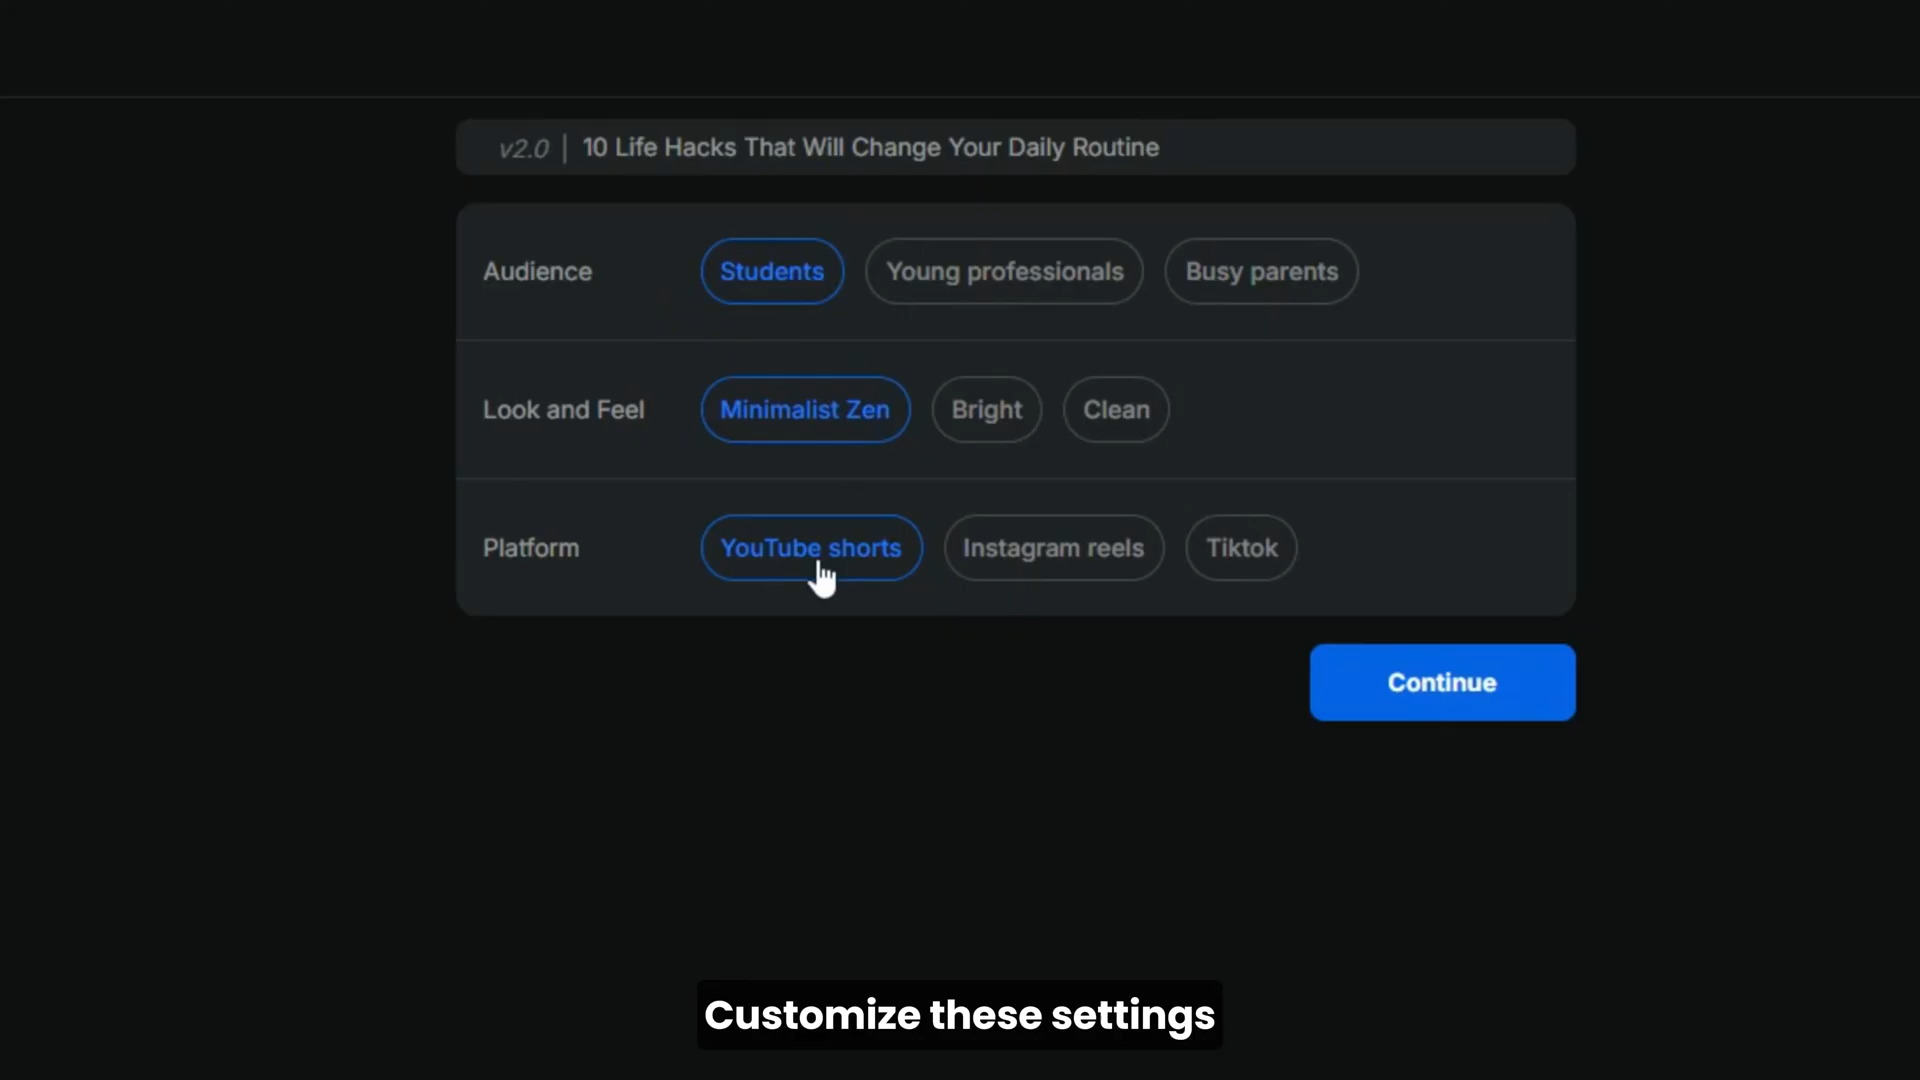 v2.0 | 10 Life Hacks That Will Change Your Daily Routine
Audience Students Young professionals Busy parents
Look and Feel Minimalist Zen Bright Clean
Platform YouTube shorts Instagram reels Tiktok
Continue
Customize these settings